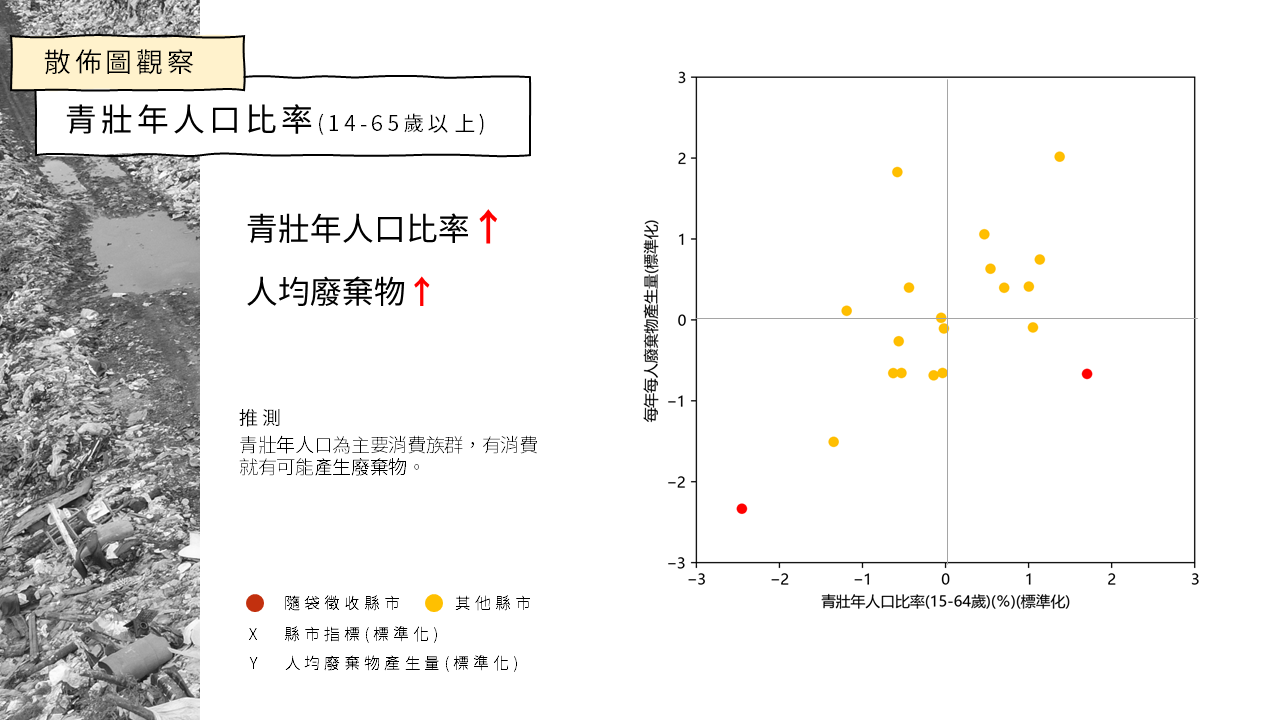 散佈圖觀察
青壯年人口比率(14-65歲以上)
青壯年人口比率↑
人均廢棄物↑
推測
青壯年人口為主要消費族群，有消費
就有可能產生廢棄物。
隨袋徵收縣市
其他縣市
X 縣市指標(標準化)
Y 人均廢棄物產生量(標準化)
每年每人廢棄物產生量(標準化)
3
2
1
0
−1
−2
−3
−3 −2 −1 0 1 2 3
青壯年人口比率(15-64歲)(%)(標準化)